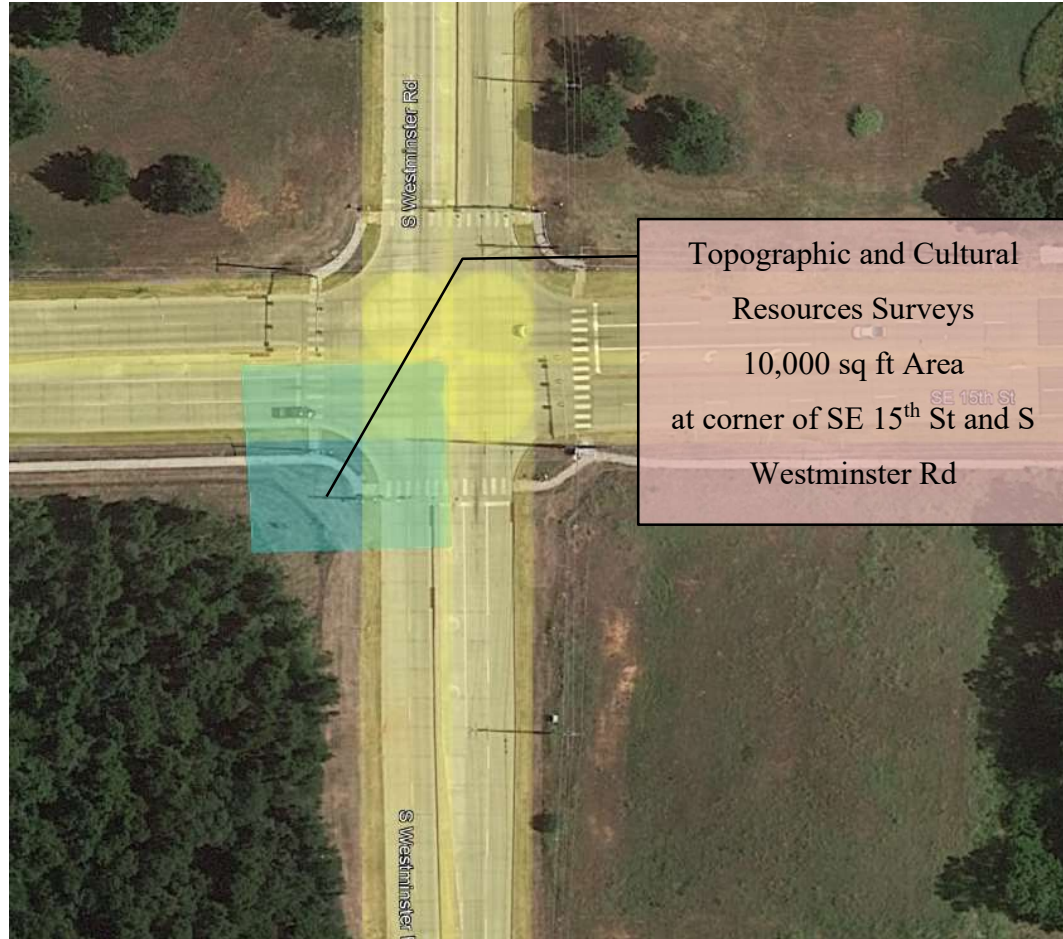 S Westminster Rd
Topographic and Cultural
Resources Surveys
10,000 sq ft Area
at corner of SE 15th St and S
Westminster Rd
SE 15th St
S Westminster